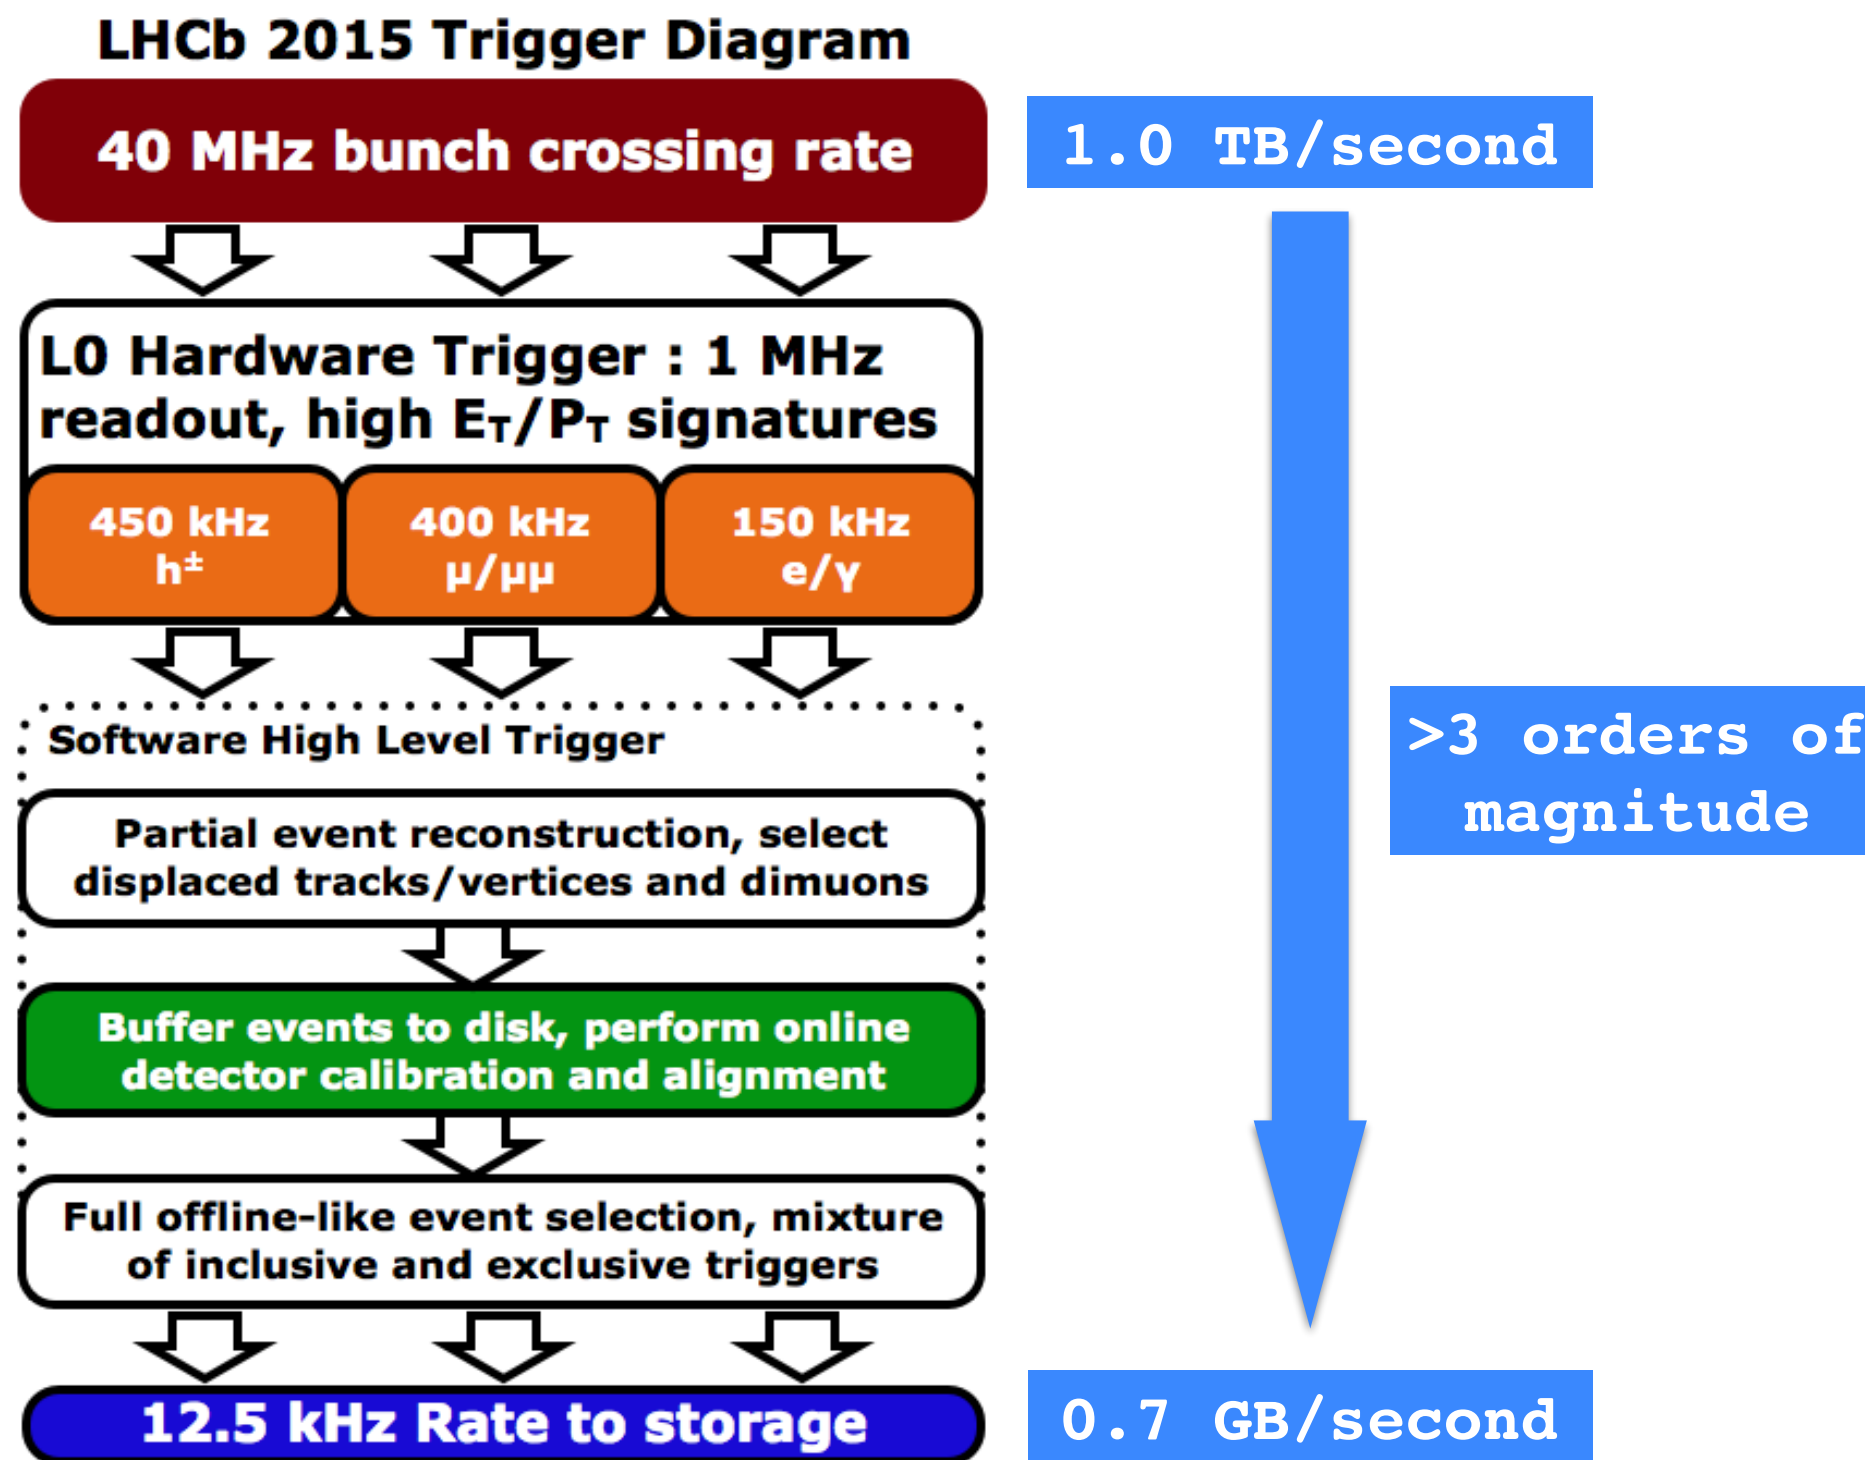 LHCb 2015 Trigger Diagram
40 MHz bunch crossing rate
1.0 TB/second
L0 Hardware Trigger : 1 MHz
readout, high ET/PT signatures
450 kHz
h±
400 kHz
μ/μμ
150 kHz
e/γ
Software High Level Trigger
>3 orders of
magnitude
Partial event reconstruction, select
displaced tracks/vertices and dimuons
Buffer events to disk, perform online
detector calibration and alignment
Full offline-like event selection, mixture
of inclusive and exclusive triggers
12.5 kHz Rate to storage
0.7 GB/second